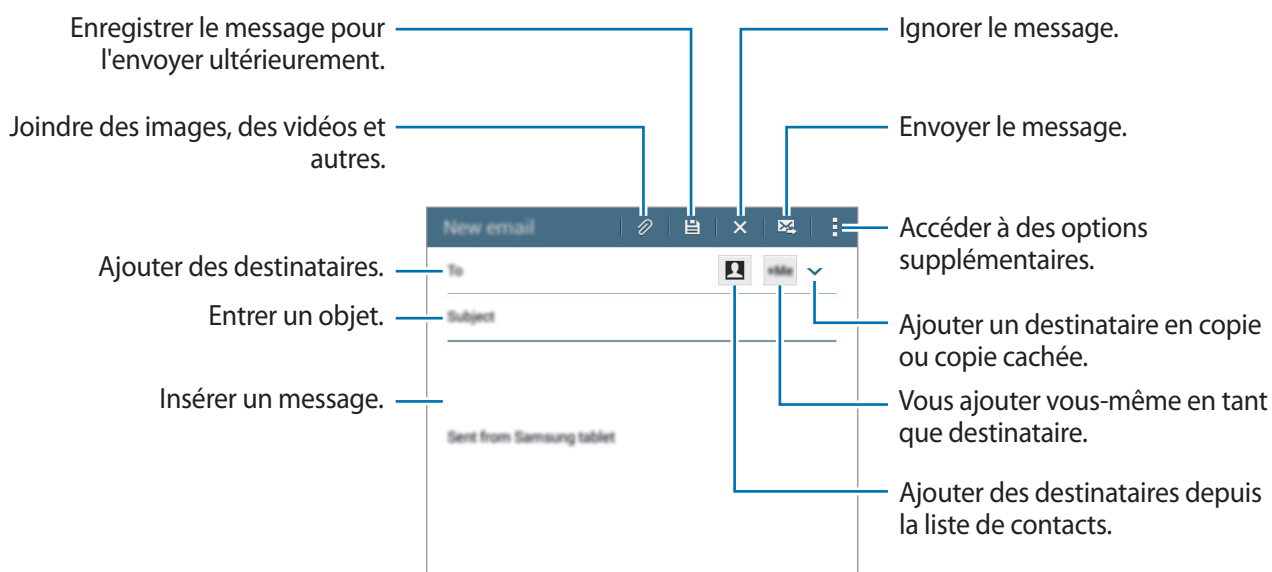 Enregistrer le message pour
l'envoyer ultérieurement.
Ignorer le message.
Joindre des images, des vidéos et
autres.
Envoyer le message.
New email
Accéder à des options
supplémentaires.
Ajouter des destinataires.
To
+Me
Entrer un objet.
Subject
Ajouter un destinataire en copie
ou copie cachée.
Insérer un message.
Vous ajouter vous-même en tant
que destinataire.
Sent from Samsung tablet
Ajouter des destinataires depuis
la liste de contacts.